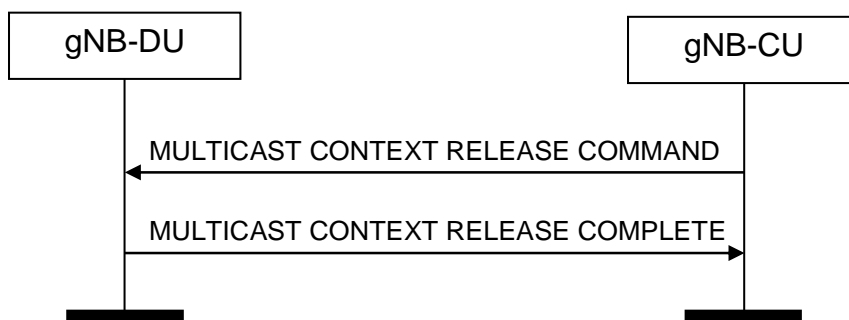 gNB-DU
gNB-CU
MULTICAST CONTEXT RELEASE COMMAND
MULTICAST CONTEXT RELEASE COMPLETE